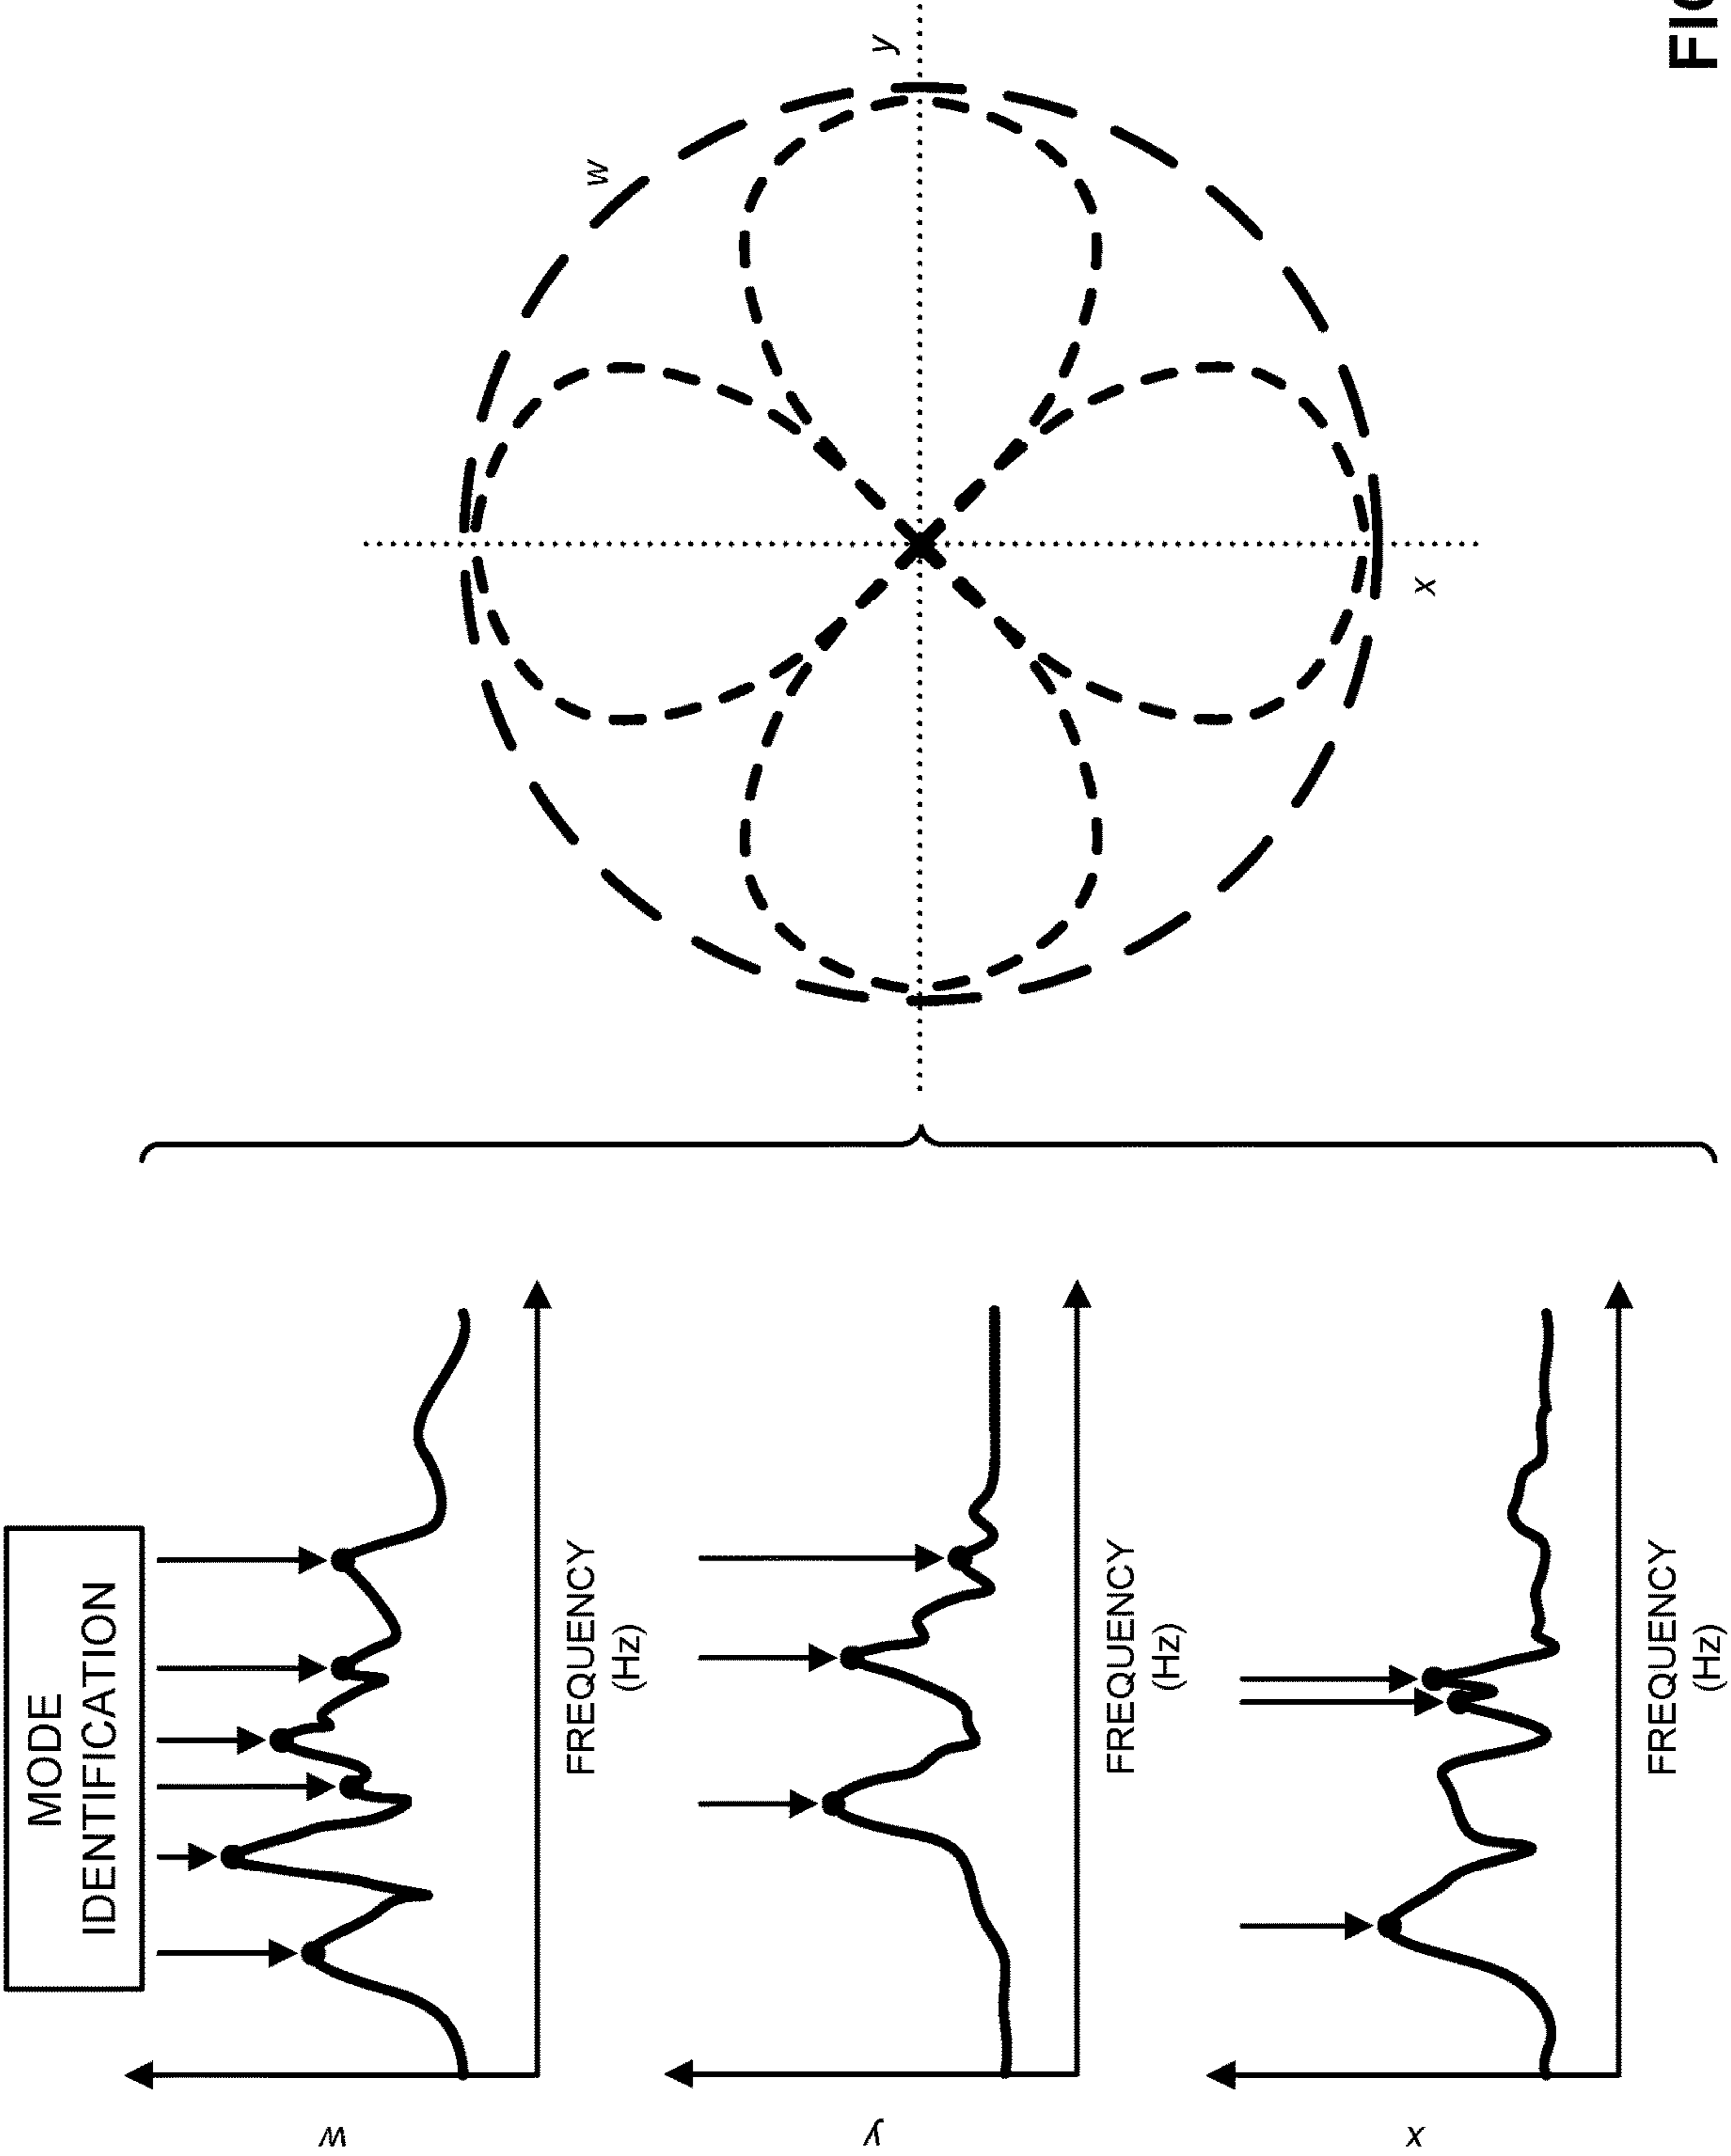 MODE
IDENTIFICATION
w
FREQUENCY
(Hz)
y
FREQUENCY
(Hz)
x
FREQUENCY
(Hz)
w
y
x
FIG